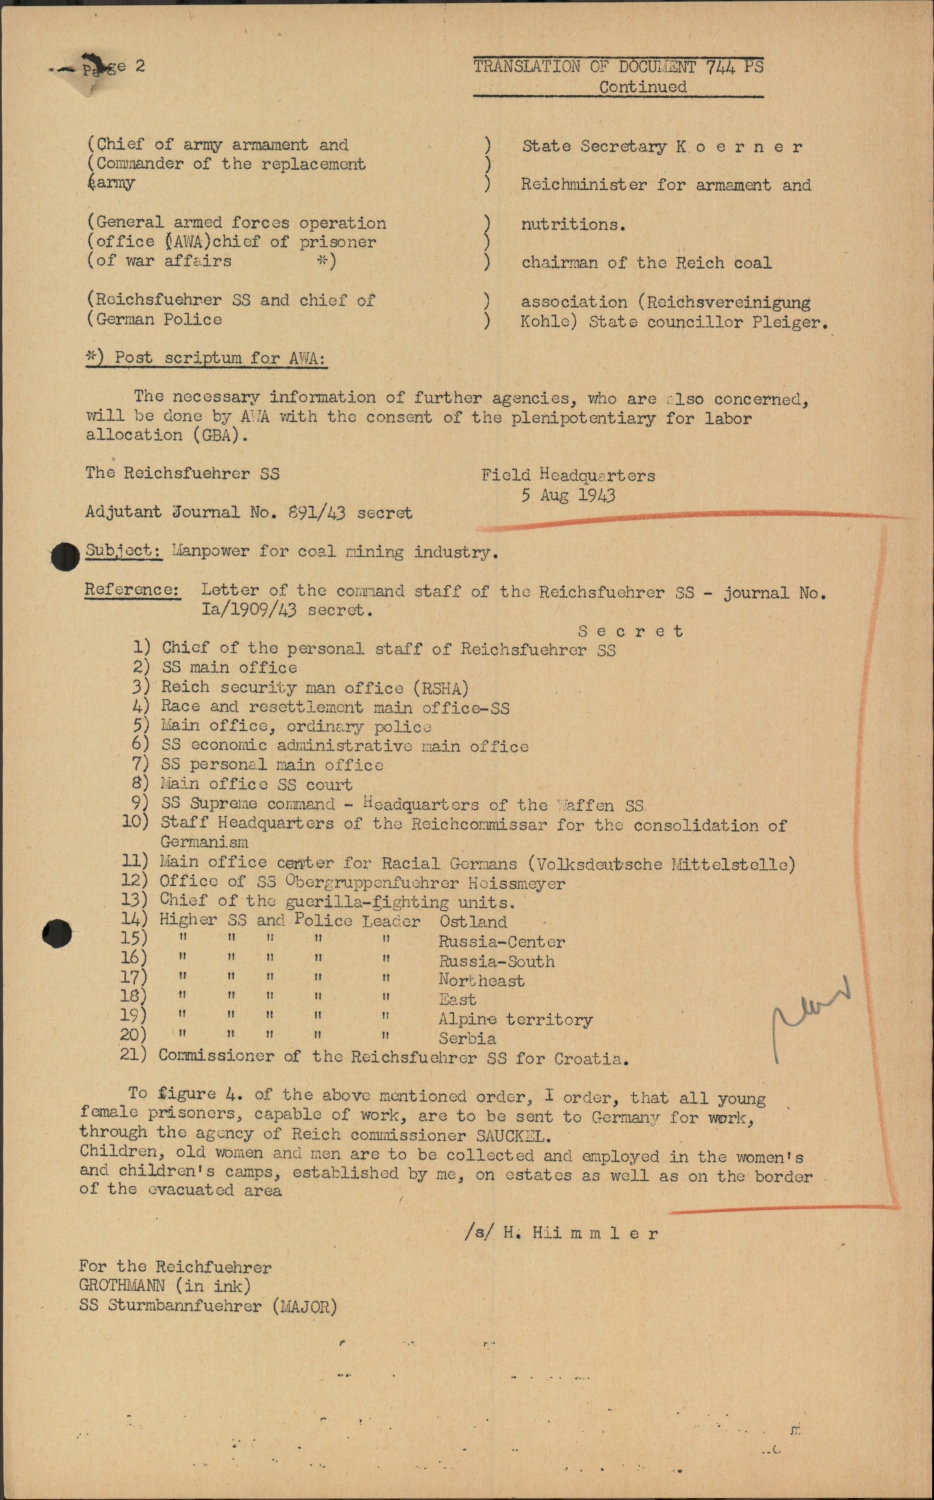 Page 2
TRANSLATION OF DOCUMENT 744 PS
Continued
(Chief of army armament and ) State Secretary K o e r n e r
(Commander of the replacement )
(army ) Reichminister for armament and
(General armed forces operation ) nutritions.
(office (AWA)chief of prisoner )
(of war affairs *) ) chairman of the Reich coal
(Reichsfuehrer SS and chief of ) association (Reichsvereinigung
(German Police ) Kohle) State councillor Pleiger.
*) Post scriptum for AWA:
The necessary information of further agencies, who are also concerned,
will be done by AWA with the consent of the plenipotentiary for labor
allocation (GBA).
The Reichsfuehrer SS Field Headquarters
5 Aug 1943
Adjutant Journal No. 891/43 secret
Subject: Manpower for coal mining industry.
Reference: Letter of the command staff of the Reichsfuehrer SS - journal No.
Ia/1909/43 secret.
S e c r e t
1) Chief of the personal staff of Reichsfuehrer SS
2) SS main office
3) Reich security man office (RSHA)
4) Race and resettlement main office-SS
5) Main office, ordinary police
6) SS economic administrative main office
7) SS personal main office
8) Main office SS court
9) SS Supreme command - Headquarters of the Waffen SS
10) Staff Headquarters of the Reichcommissar for the consolidation of
Germanism
11) Main office center for Racial Germans (Volksdeutsche Mittelstelle)
12) Office of SS Obergruppenfuehrer Heissmeyer
13) Chief of the guerilla-fighting units.
14) Higher SS and Police Leader Ostland
15) " " " " " Russia-Center
16) " " " " " Russia-South
17) " " " " " Northeast
18) " " " " " East
19) " " " " " Alpine territory
20) " " " " " Serbia
21) Commissioner of the Reichsfuehrer SS for Croatia.
To figure 4. of the above mentioned order, I order, that all young
female prisoners, capable of work, are to be sent to Germany for work,
through the agency of Reich commissioner SAUCKEL.
Children, old women and men are to be collected and employed in the women's
and children's camps, established by me, on estates as well as on the border
of the evacuated area
/s/ H. Hii m m l e r
For the Reichfuehrer
GROTHMANN (in ink)
SS Sturmbannfuehrer (MAJOR)